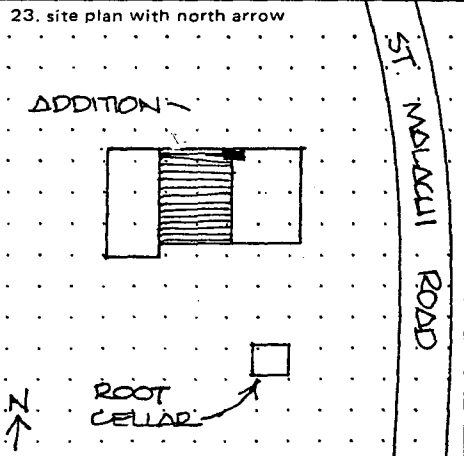 23. site plan with north arrow
ADDITION
ST. MALACHI ROAD
ROOT
CELLAR
N